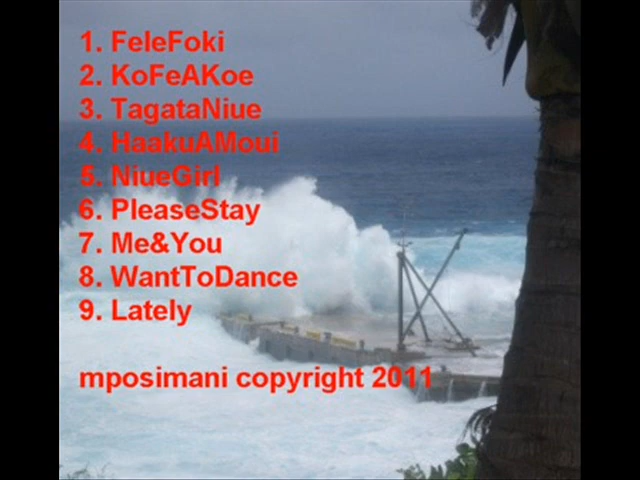 1. FeleFoki
2. KoFeAKoe
3. TagataNiue
4. HaakuAMoui
5. NiueGirl
6. PleaseStay
7. Me&You
8. WantToDance
9. Lately
mposimani copyright 2011